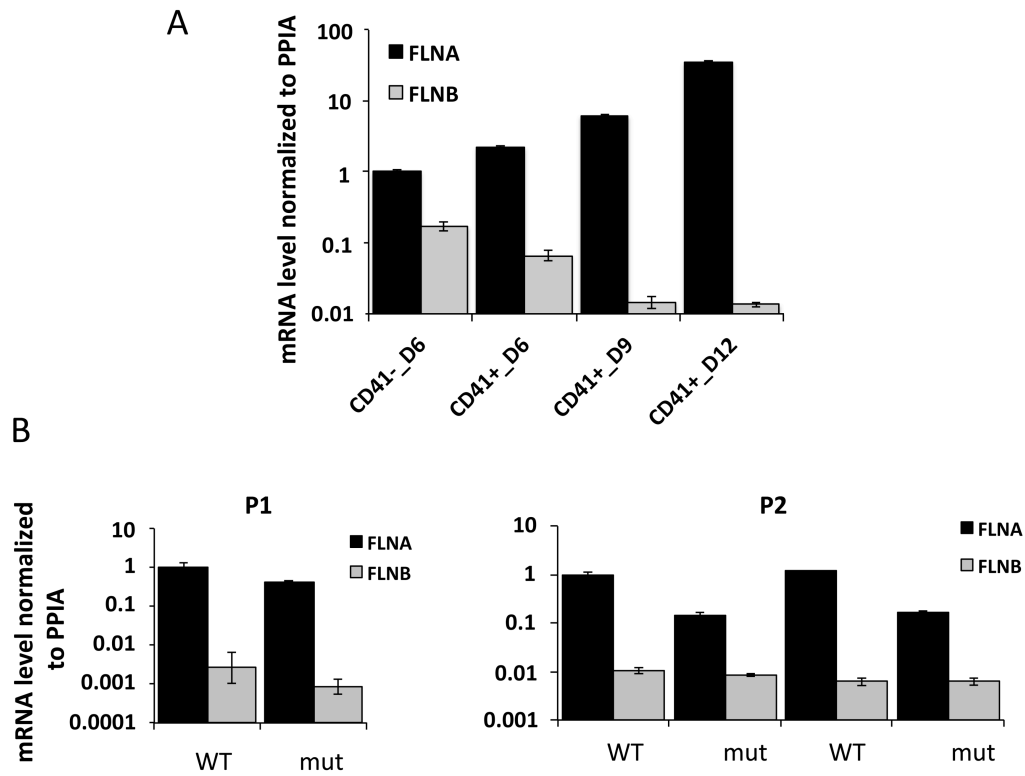 A
mRNA level normalized to PPIA
100
10
1
0.1
0.01
FLNA
FLNB
CD41-_D6
CD41+_D6
CD41+_D9
CD41+_D12
B
mRNA level normalized
to PPIA
P1
10
1
0.1
0.01
0.001
0.0001
FLNA
FLNB
WT
mut
P2
10
1
0.1
0.01
0.001
FLNA
FLNB
WT
mut
WT
mut